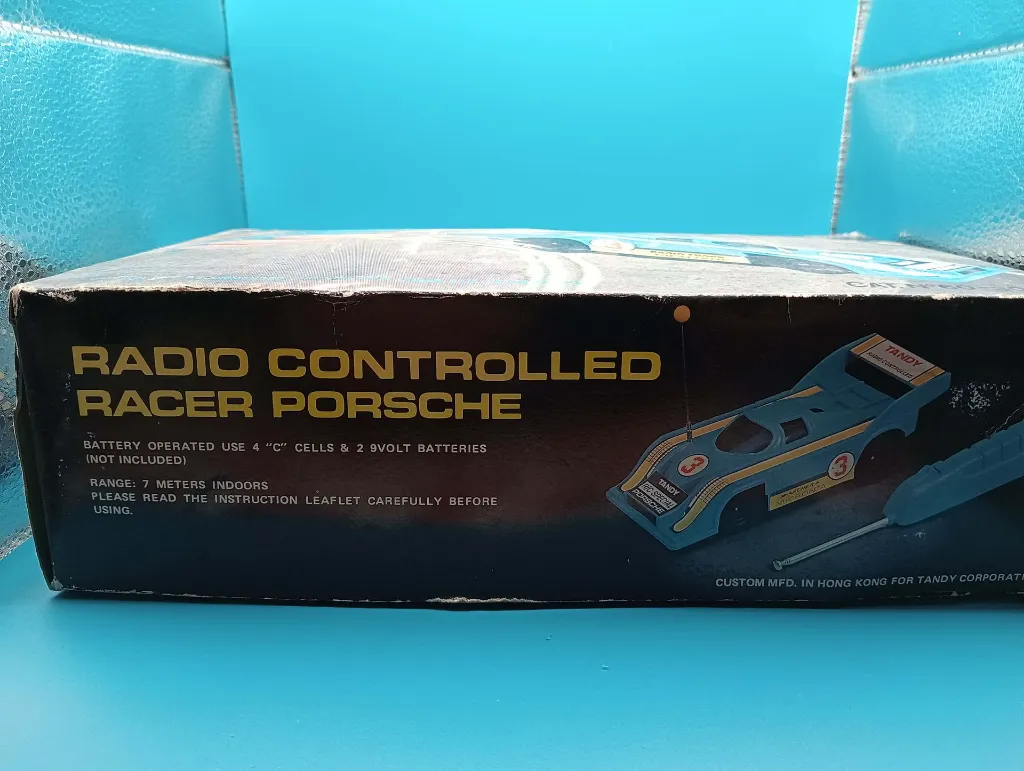 RADIO CONTROLLED
RACER PORSCHE
BATTERY OPERATED USE 4 "C" CELLS & 2 9VOLT BATTERIES
(NOT INCLUDED)
RANGE: 7 METERS INDOORS
PLEASE READ THE INSTRUCTION LEAFLET CAREFULLY BEFORE
USING.
TANDY
RADIO CONTROLLED
3
3
TANDY
PORSCHE
CUSTOM MFD. IN HONG KONG FOR TANDY CORPORATI